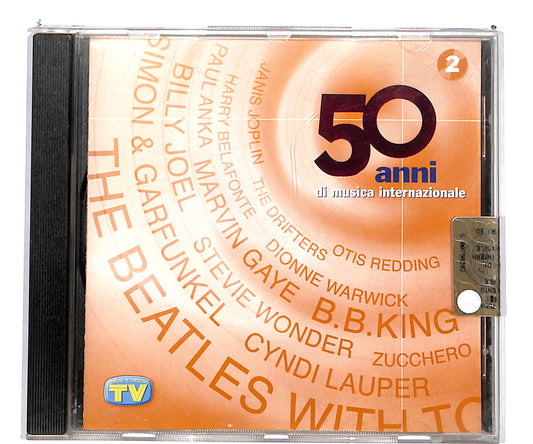 2
50
anni
di musica internazionale
JANIS JOPLIN
HARRY BELAFONTE
THE DRIFTERS
OTIS REDDING
PAUL ANKA
MARVIN GAYE
DIONNE WARWICK
B.B.KING
BILLY JOEL
STEVIE WONDER
ZUCCHERO
SIMON & GARFUNKEL
CYNDI LAUPER
THE BEATLES WITH TO
TV